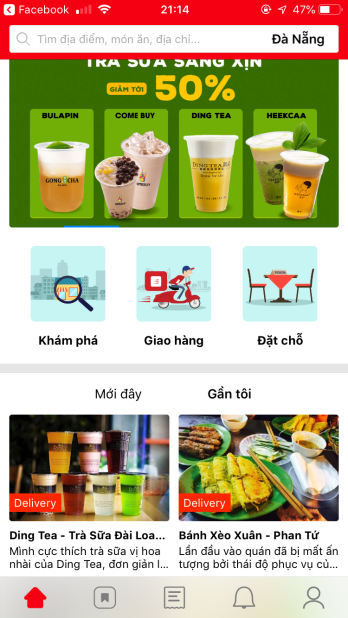 Facebook
21:14
47%
Tìm địa điểm, món ăn, địa chỉ...
Đà Nẵng
TRÀ SỮA SANG XỊN
GIẢM TỚI
50%
BULAPIN
COME BUY
DING TEA
HEEKCAA
GONG CHA
Khám phá
Giao hàng
Đặt chỗ
Mới đây
Gần tôi
Delivery
Delivery
Ding Tea - Trà Sữa Đài Loa...
Bánh Xèo Xuân - Phan Tứ
Mình cực thích trà sữa vị hoa
nhài của Ding Tea, đơn giản l...
Lần đầu vào quán đã bị mất ấn
tượng bởi thái độ phục vụ củ...